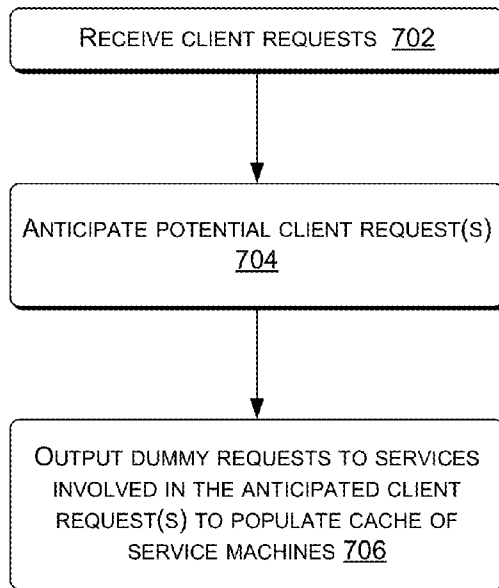 RECEIVE CLIENT REQUESTS 702
ANTICIPATE POTENTIAL CLIENT REQUEST(S)
704
OUTPUT DUMMY REQUESTS TO SERVICES
INVOLVED IN THE ANTICIPATED CLIENT
REQUEST(S) TO POPULATE CACHE OF
SERVICE MACHINES 706